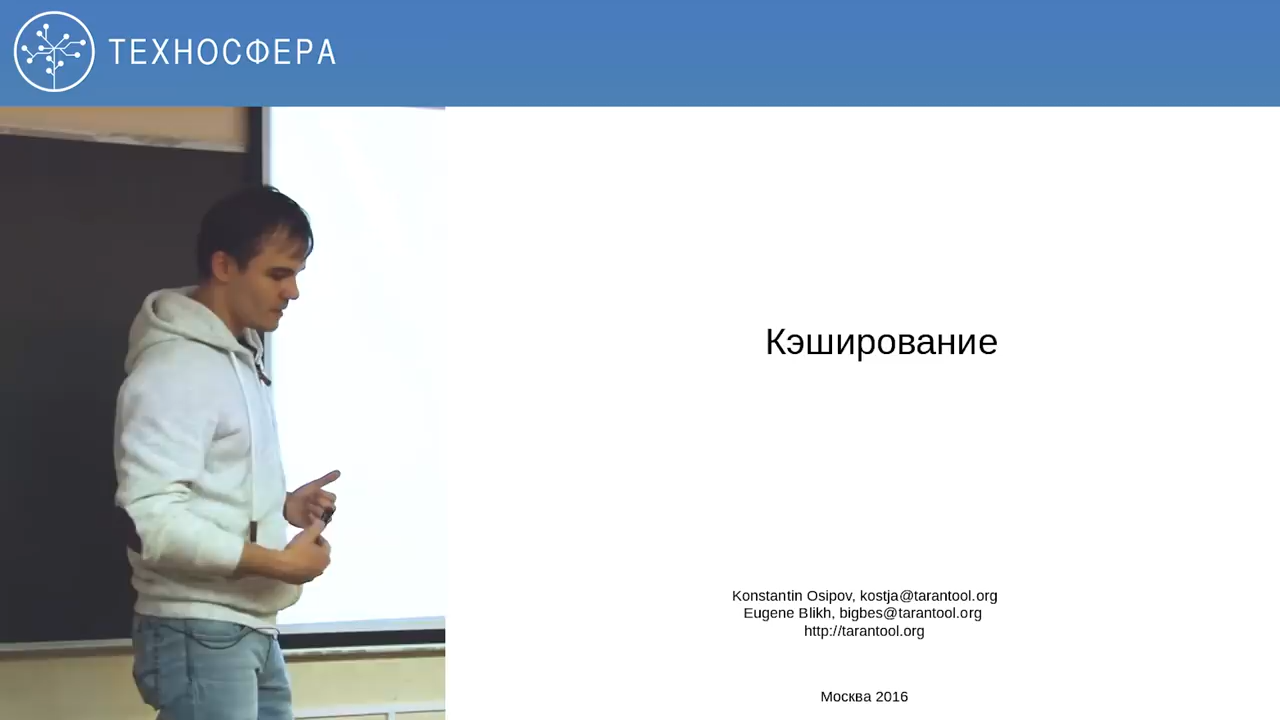 ТЕХНОСФЕРА
Кэширование
Konstantin Osipov, kostja@tarantool.org
Eugene Blikh, bigbes@tarantool.org
http://tarantool.org
Москва 2016